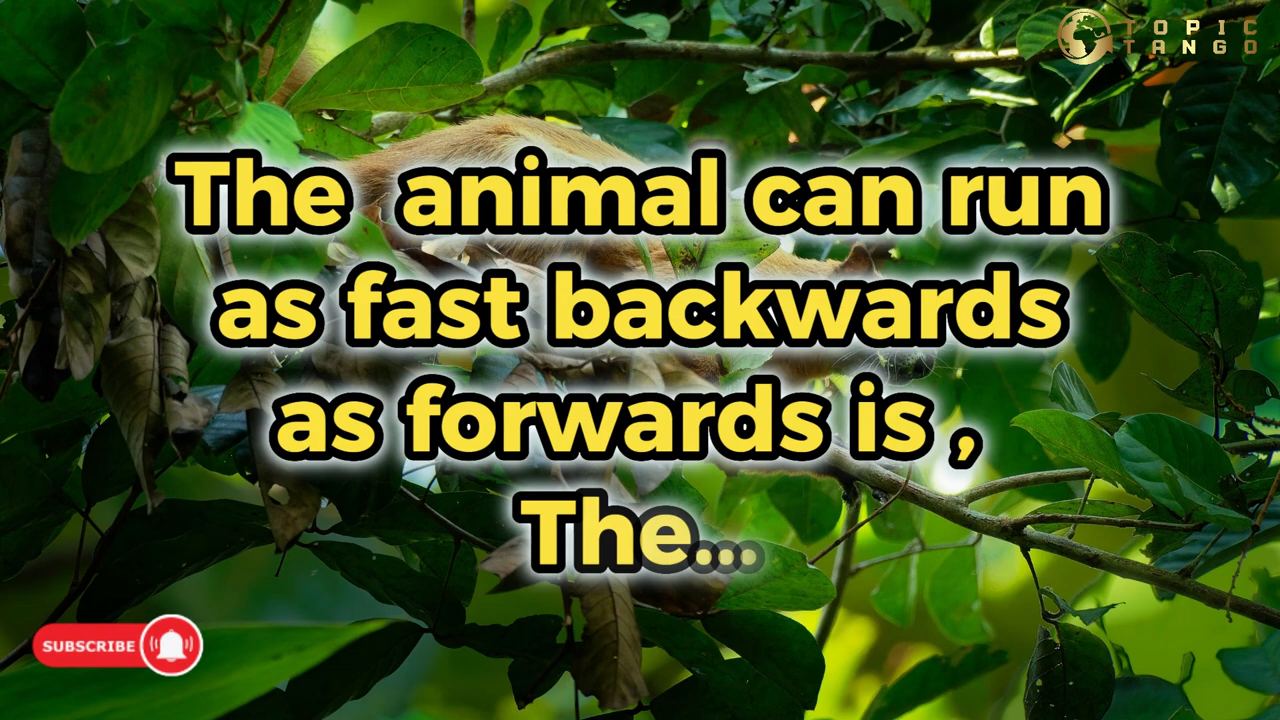 TOPIC
TANGO
The animal can run
as fast backwards
as forwards is ,
The...
SUBSCRIBE